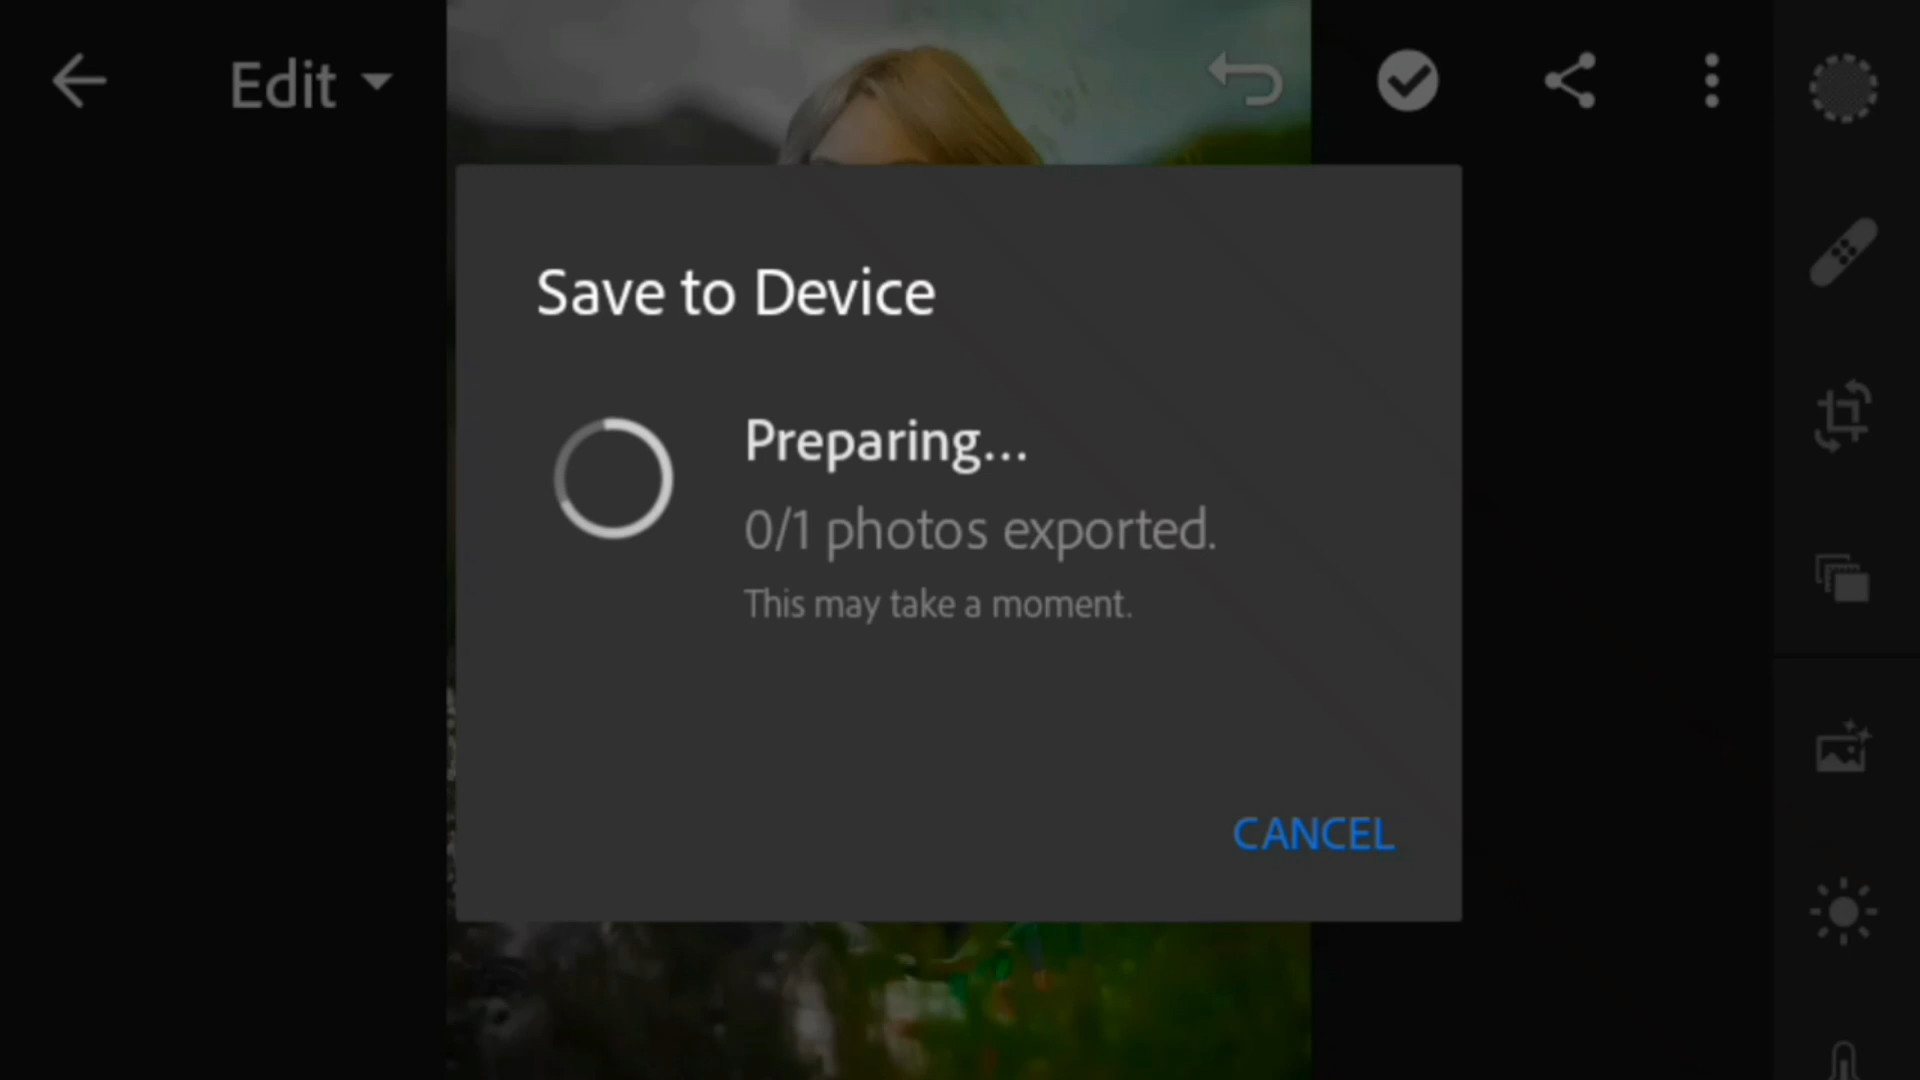 Edit
Save to Device
Preparing...
0/1 photos exported.
This may take a moment.
CANCEL